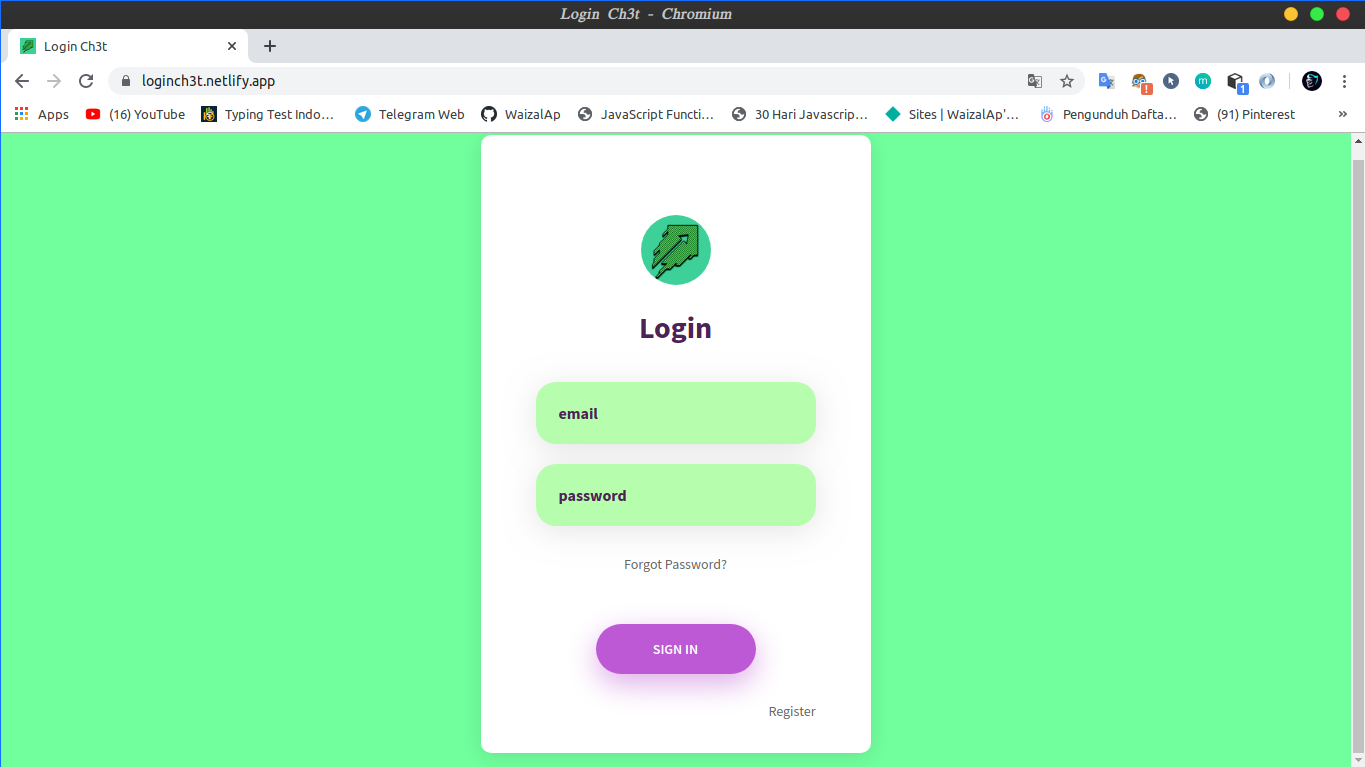 Login Ch3t - Chromium
Login Ch3t
loginch3t.netlify.app
Apps (16) YouTube Typing Test Indo… Telegram Web WaizalAp JavaScript Functi… 30 Hari Javascrip… Sites | WaizalAp'… Pengunduh Dafta… (91) Pinterest »
Login
email
password
Forgot Password?
SIGN IN
Register